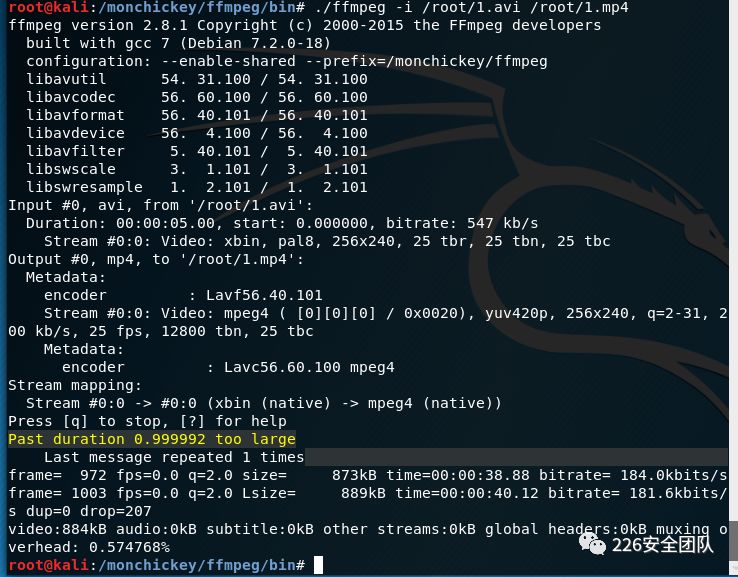 root@kali:/monchickey/ffmpeg/bin# ./ffmpeg -i /root/1.avi /root/1.mp4
ffmpeg version 2.8.1 Copyright (c) 2000-2015 the FFmpeg developers
  built with gcc 7 (Debian 7.2.0-18)
  configuration: --enable-shared --prefix=/monchickey/ffmpeg
  libavutil      54. 31.100 / 54. 31.100
  libavcodec     56. 60.100 / 56. 60.100
  libavformat    56. 40.101 / 56. 40.101
  libavdevice    56.  4.100 / 56.  4.100
  libavfilter     5. 40.101 /  5. 40.101
  libswscale      3.  1.101 /  3.  1.101
  libswresample   1.  2.101 /  1.  2.101
Input #0, avi, from '/root/1.avi':
  Duration: 00:00:05.00, start: 0.000000, bitrate: 547 kb/s
    Stream #0:0: Video: xbin, pal8, 256x240, 25 tbr, 25 tbn, 25 tbc
Output #0, mp4, to '/root/1.mp4':
  Metadata:
    encoder         : Lavf56.40.101
    Stream #0:0: Video: mpeg4 ( [0][0][0] / 0x0020), yuv420p, 256x240, q=2-31, 2
00 kb/s, 25 fps, 12800 tbn, 25 tbc
    Metadata:
      encoder         : Lavc56.60.100 mpeg4
Stream mapping:
  Stream #0:0 -> #0:0 (xbin (native) -> mpeg4 (native))
Press [q] to stop, [?] for help
Past duration 0.999992 too large
    Last message repeated 1 times
frame=  972 fps=0.0 q=2.0 size=     873kB time=00:00:38.88 bitrate= 184.0kbits/s
frame= 1003 fps=0.0 q=2.0 Lsize=     889kB time=00:00:40.12 bitrate= 181.6kbits/
s dup=0 drop=207
video:884kB audio:0kB subtitle:0kB other streams:0kB global headers:0kB muxing o
verhead: 0.574768%
root@kali:/monchickey/ffmpeg/bin#
226安全团队